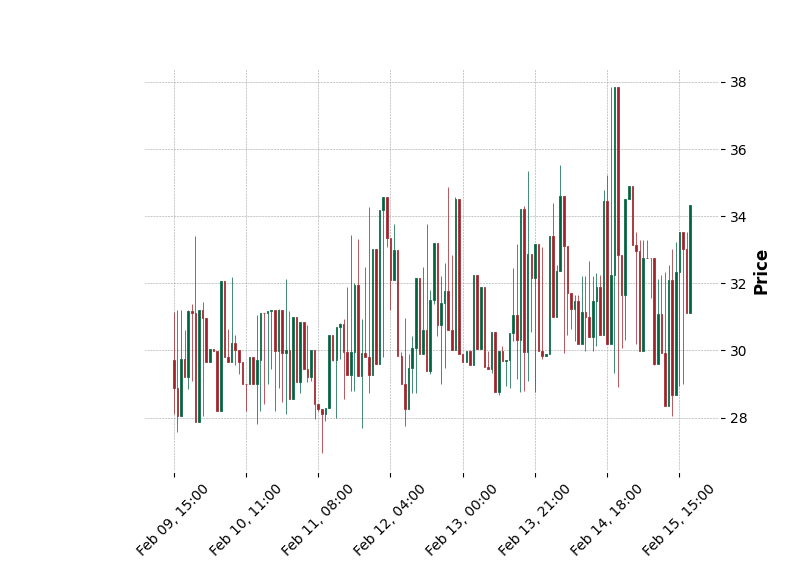 38
36
34
32
30
28
Price
Feb 09, 15:00
Feb 10, 11:00
Feb 11, 08:00
Feb 12, 04:00
Feb 13, 00:00
Feb 13, 21:00
Feb 14, 18:00
Feb 15, 15:00